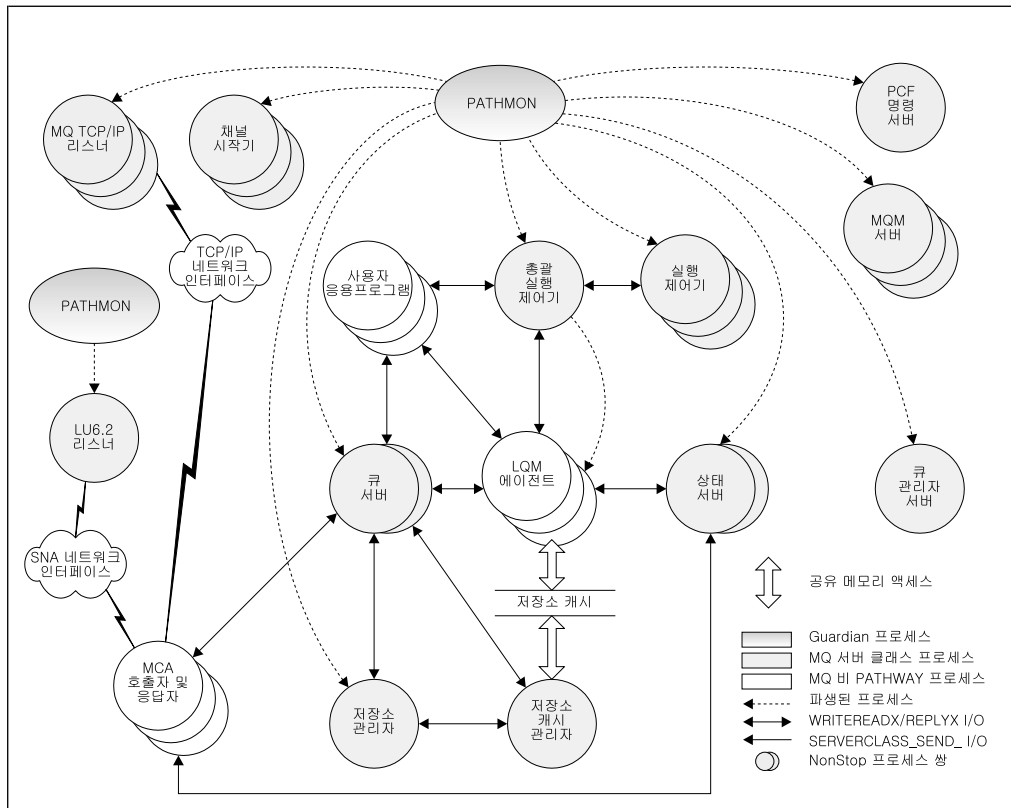 PATHMON
PCF
명령
서버
MQ TCP/IP
리스너
채널
시작기
MQM
서버
TCP/IP
네트워크
인터페이스
사용자
응용프로그램
총괄
실행
제어기
실행
제어기
PATHMON
LU6.2
리스너
큐
서버
LQM
에이전트
상태
서버
큐
관리자
서버
SNA 네트워크
인터페이스
저장소 캐시
공유 메모리 액세스
MCA
호출자 및
응답자
저장소
관리자
저장소
캐시
관리자
Guardian 프로세스
MQ 서버 클래스 프로세스
MQ 비 PATHWAY 프로세스
파생된 프로세스
WRITEREADX/REPLYX I/O
SERVERCLASS_SEND_ I/O
NonStop 프로세스 쌍